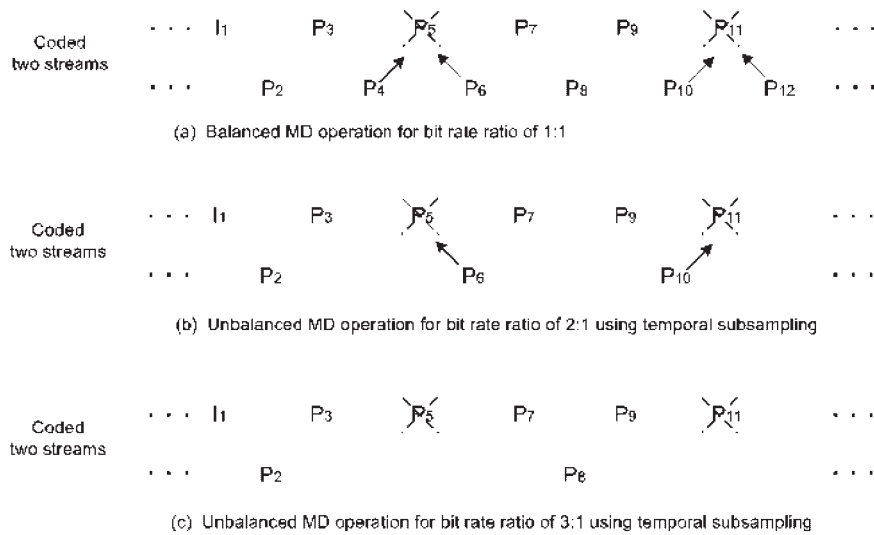 · · · I1 P3 P5 P7 P9 P11 · · ·
Coded
two streams
· · · P2 P4 P6 P8 P10 P12 · · ·
(a) Balanced MD operation for bit rate ratio of 1:1
· · · I1 P3 P5 P7 P9 P11 · · ·
Coded
two streams
· · · P2 P6 P10 · · ·
(b) Unbalanced MD operation for bit rate ratio of 2:1 using temporal subsampling
· · · I1 P3 P5 P7 P9 P11 · · ·
Coded
two streams
· · · P2 P8 · · ·
(c) Unbalanced MD operation for bit rate ratio of 3:1 using temporal subsampling